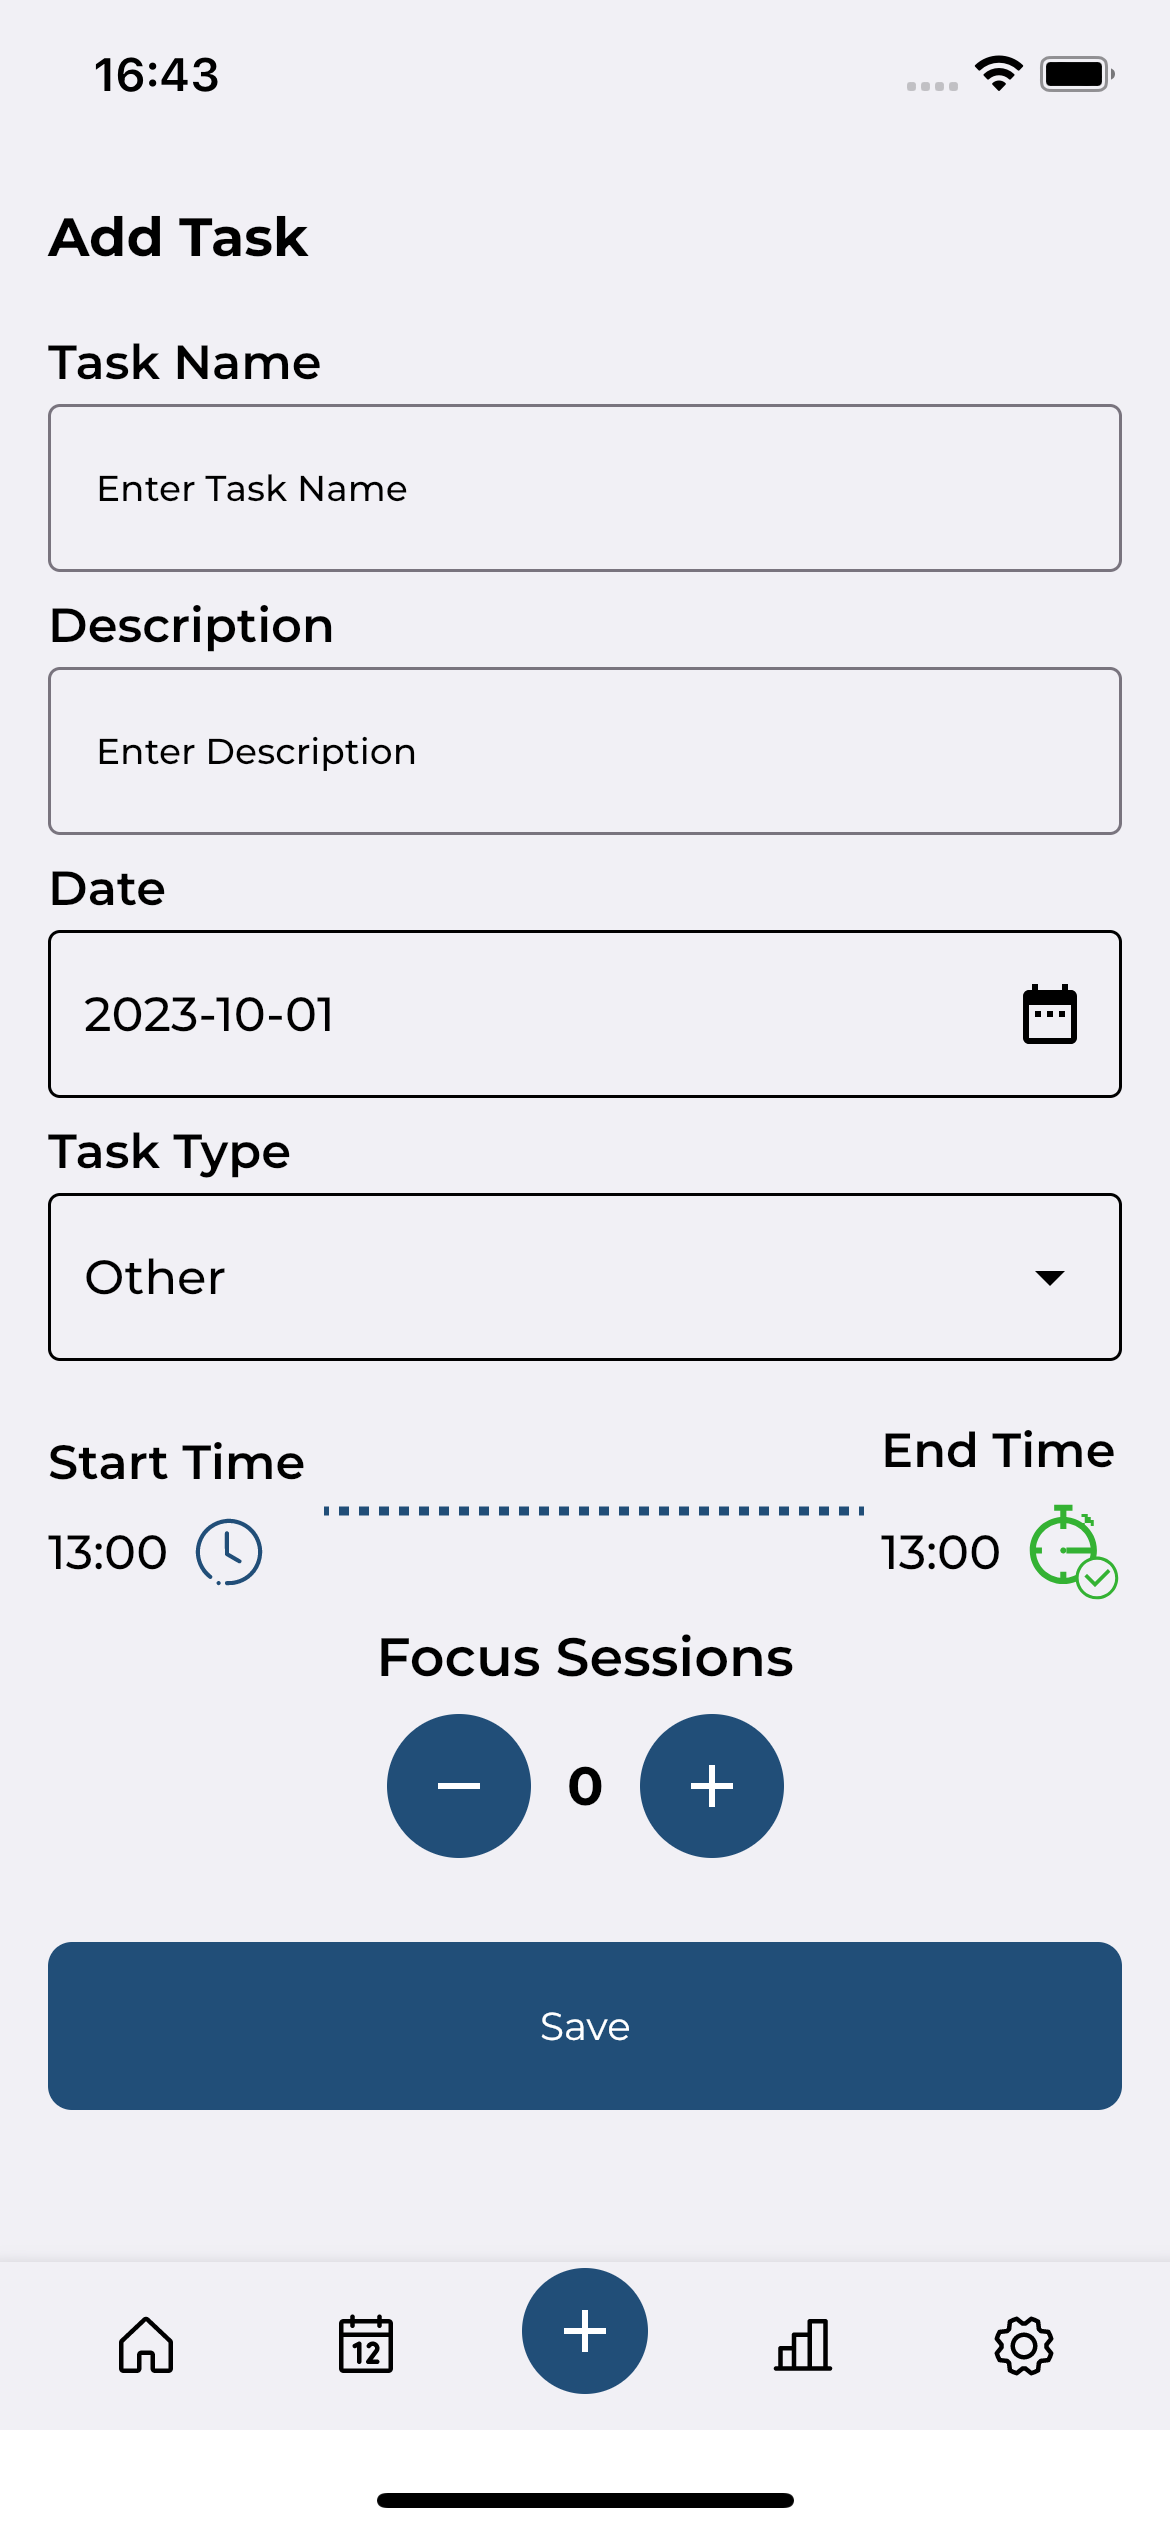 16:43
Add Task
Task Name
Enter Task Name
Description
Enter Description
Date
2023-10-01
Task Type
Other
Start Time
End Time
13:00
13:00
Focus Sessions
0
Save
12